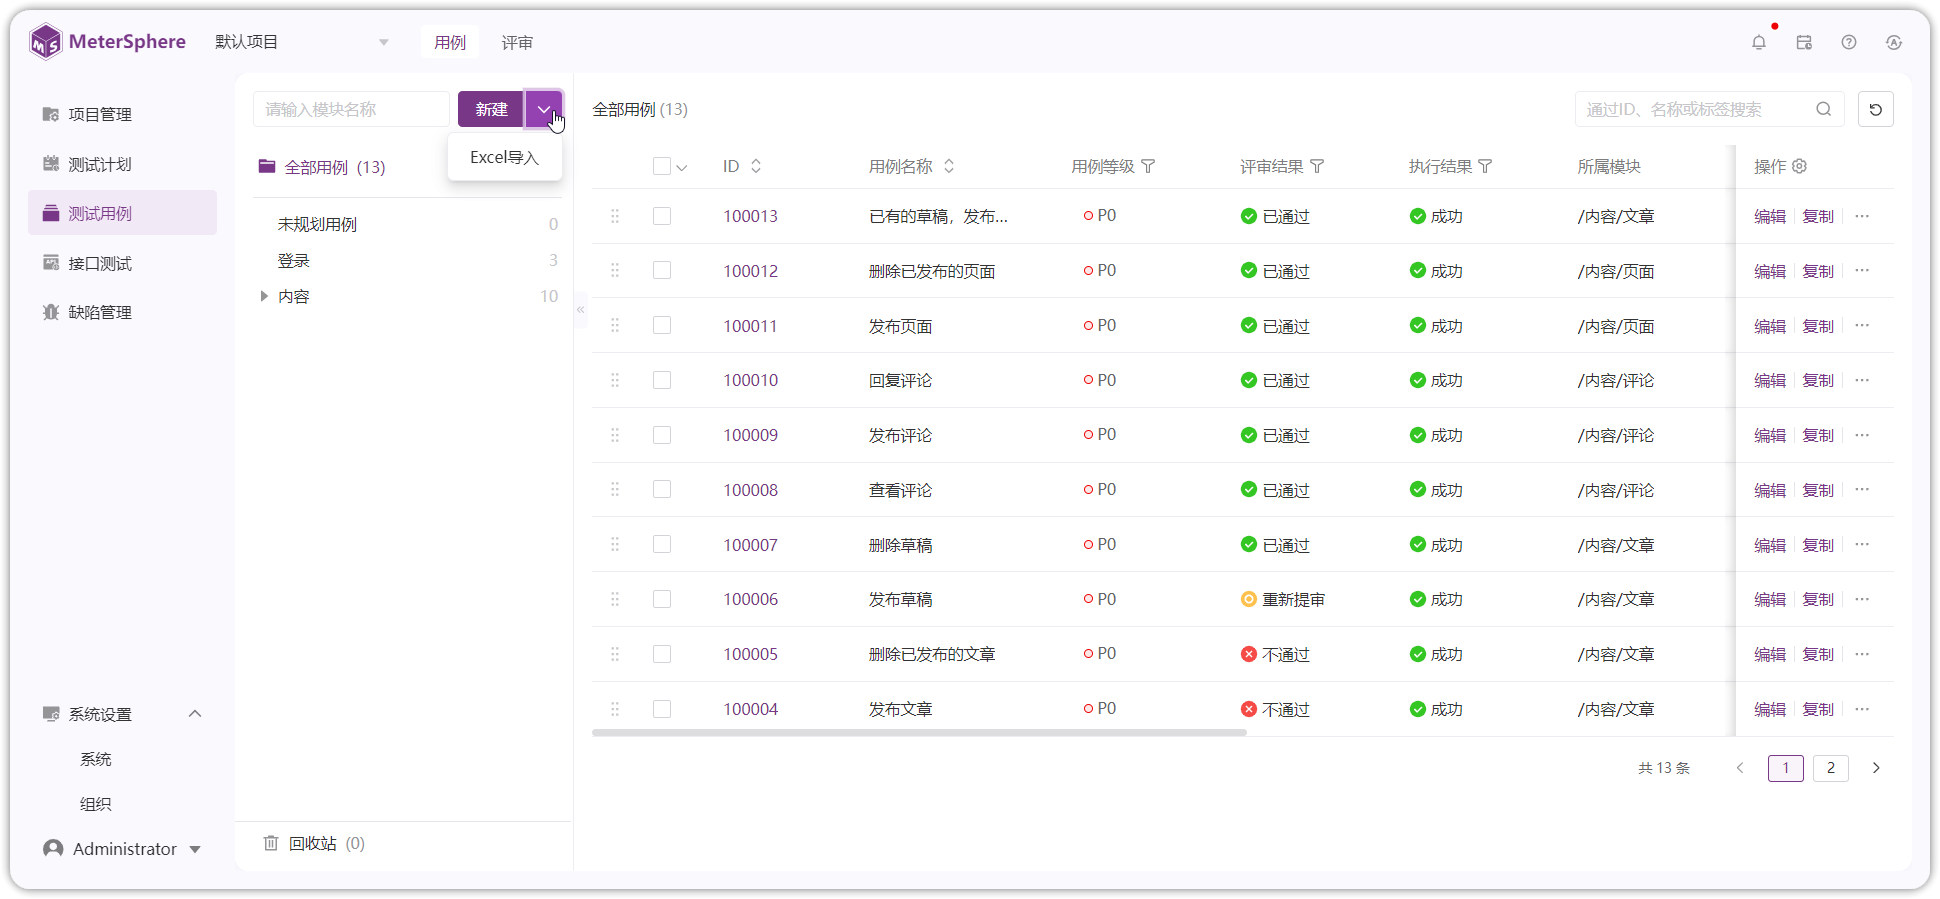 MeterSphere 默认项目 用例 评审
项目管理
测试计划
测试用例
接口测试
缺陷管理
系统设置
系统
组织
Administrator
请输入模块名称 新建
Excel导入
全部用例 (13)
未规划用例 0
登录 3
内容 10
回收站 (0)
全部用例 (13) 通过ID、名称或标签搜索
ID 用例名称 用例等级 评审结果 执行结果 所属模块 操作
100013 已有的草稿，发布... P0 已通过 成功 /内容/文章 编辑 复制 ...
100012 删除已发布的页面 P0 已通过 成功 /内容/页面 编辑 复制 ...
100011 发布页面 P0 已通过 成功 /内容/页面 编辑 复制 ...
100010 回复评论 P0 已通过 成功 /内容/评论 编辑 复制 ...
100009 发布评论 P0 已通过 成功 /内容/评论 编辑 复制 ...
100008 查看评论 P0 已通过 成功 /内容/评论 编辑 复制 ...
100007 删除草稿 P0 已通过 成功 /内容/文章 编辑 复制 ...
100006 发布草稿 P0 重新提审 成功 /内容/文章 编辑 复制 ...
100005 删除已发布的文章 P0 不通过 成功 /内容/文章 编辑 复制 ...
100004 发布文章 P0 不通过 成功 /内容/文章 编辑 复制 ...
共 13 条 1 2